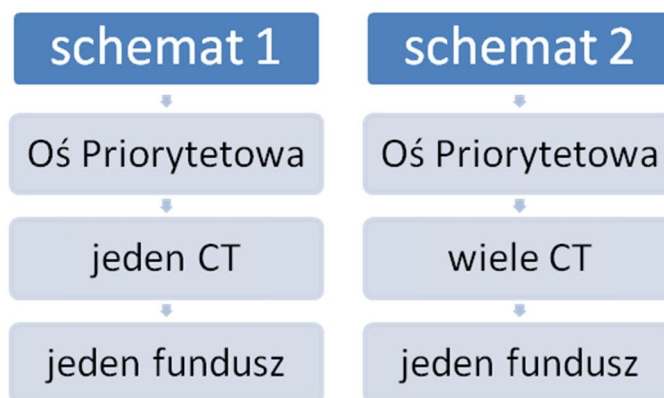 schemat 1
Oś Priorytetowa
jeden CT
jeden fundusz
schemat 2
Oś Priorytetowa
wiele CT
jeden fundusz